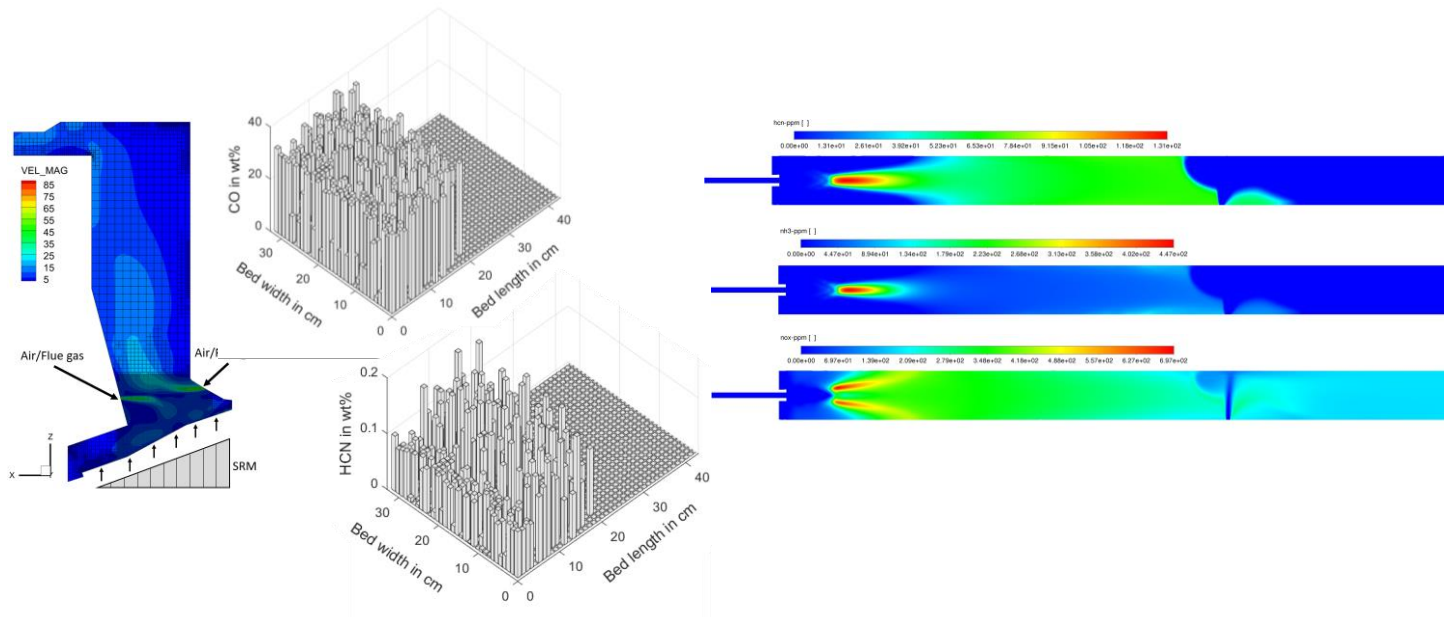 VEL_MAG
85
75
65
55
45
35
25
15
5
Air/Flue gas
Air/F
Z
X
SRM
CO in wt%
40
20
0
30
20
10
0
Bed width in cm
0
10
20
30
40
Bed length in cm
HCN in wt%
0.2
0.1
0
30
20
10
0
Bed width in cm
0
10
20
30
40
Bed length in cm
hcn-ppm [ ]
0.00e+00 1.31e+01 2.61e+01 3.92e+01 5.23e+01 6.53e+01 7.84e+01 9.15e+01 1.05e+02 1.18e+02 1.31e+02
nh3-ppm [ ]
0.00e+00 4.47e+01 8.94e+01 1.34e+02 1.79e+02 2.23e+02 2.68e+02 3.13e+02 3.58e+02 4.02e+02 4.47e+02
nox-ppm [ ]
0.00e+00 6.97e+01 1.39e+02 2.09e+02 2.79e+02 3.48e+02 4.18e+02 4.88e+02 5.57e+02 6.27e+02 6.97e+02